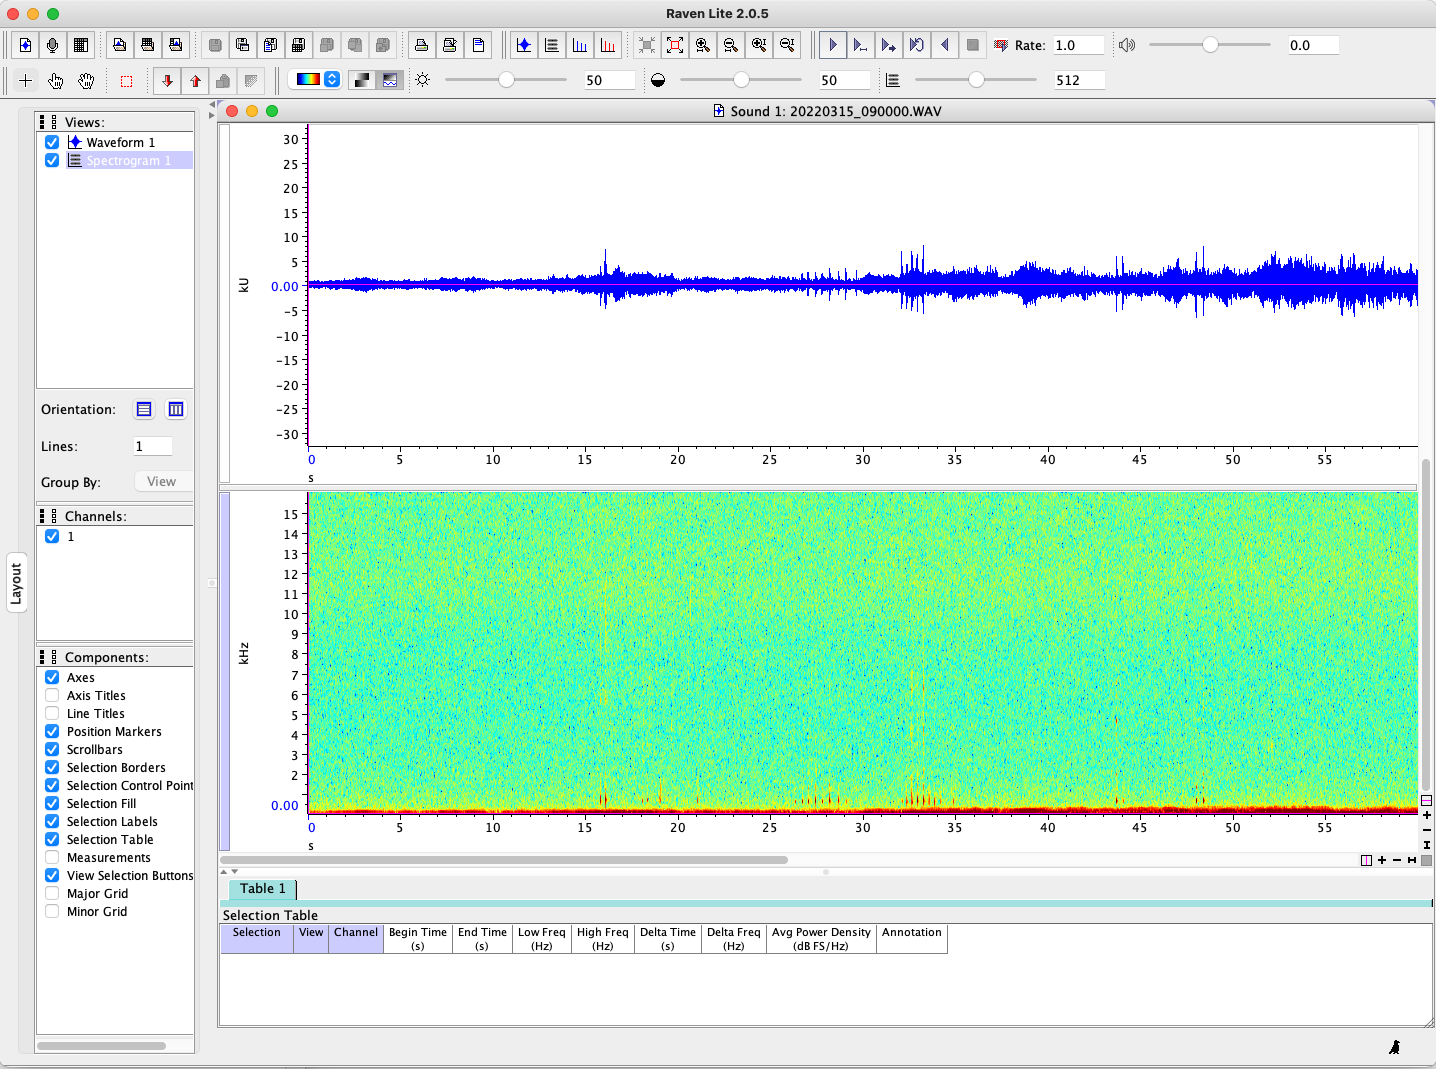 Raven Lite 2.0.5
Rate: 1.0
0.0
50
50
512
Views:
Waveform 1
Spectrogram 1
Orientation:
Lines: 1
Group By: View
Channels:
1
Layout
Components:
Axes
Axis Titles
Line Titles
Position Markers
Scrollbars
Selection Borders
Selection Control Point
Selection Fill
Selection Labels
Selection Table
Measurements
View Selection Buttons
Major Grid
Minor Grid
Sound 1: 20220315_090000.WAV
30
25
20
15
10
5
0.00
-5
-10
-15
-20
-25
-30
kU
0 5 10 15 20 25 30 35 40 45 50 55
s
15
14
13
12
11
10
9
8
7
6
5
4
3
2
0.00
kHz
0 5 10 15 20 25 30 35 40 45 50 55
s
Table 1
Selection Table
Selection View Channel Begin Time End Time Low Freq High Freq Delta Time Delta Freq Avg Power Density Annotation
(s) (s) (Hz) (Hz) (s) (Hz) (dB FS/Hz)